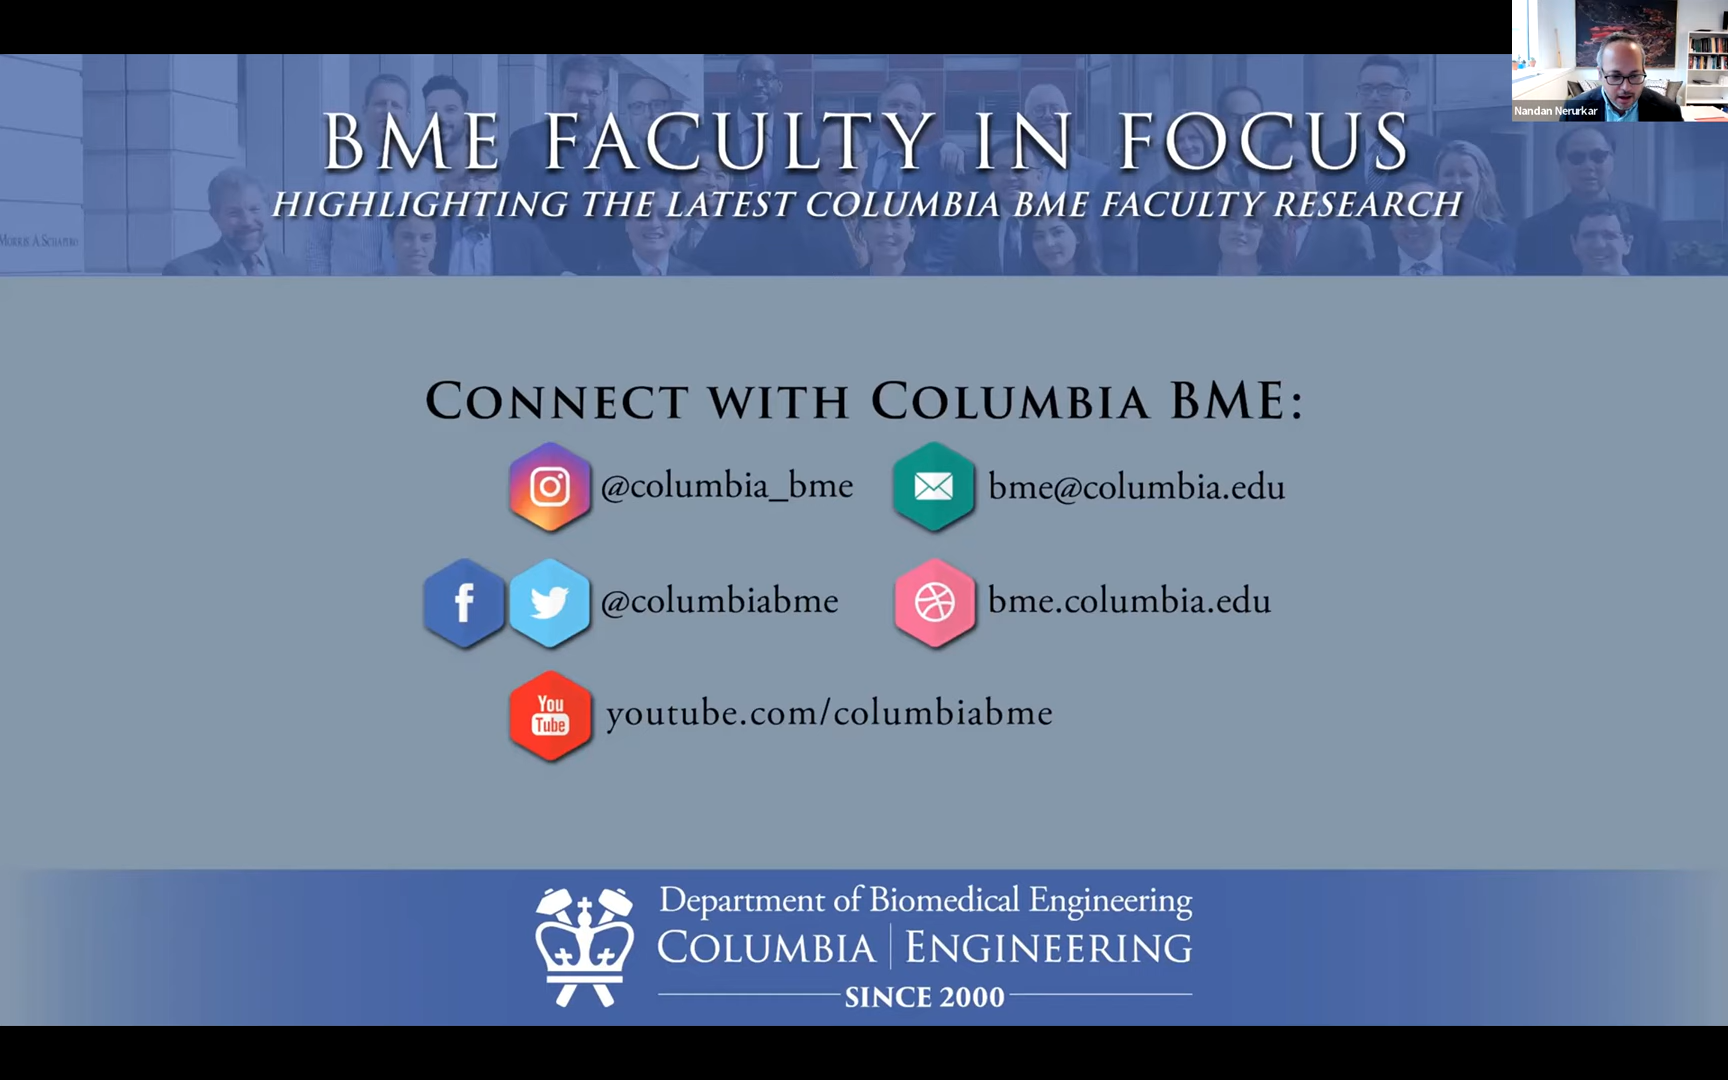 Nandan Nerurkar
BME FACULTY IN FOCUS
HIGHLIGHTING THE LATEST COLUMBIA BME FACULTY RESEARCH
MORRIS A. SCHAPIRO
CONNECT WITH COLUMBIA BME:
@columbia_bme
bme@columbia.edu
f
@columbiabme
bme.columbia.edu
You
Tube
youtube.com/columbiabme
Department of Biomedical Engineering
COLUMBIA | ENGINEERING
SINCE 2000